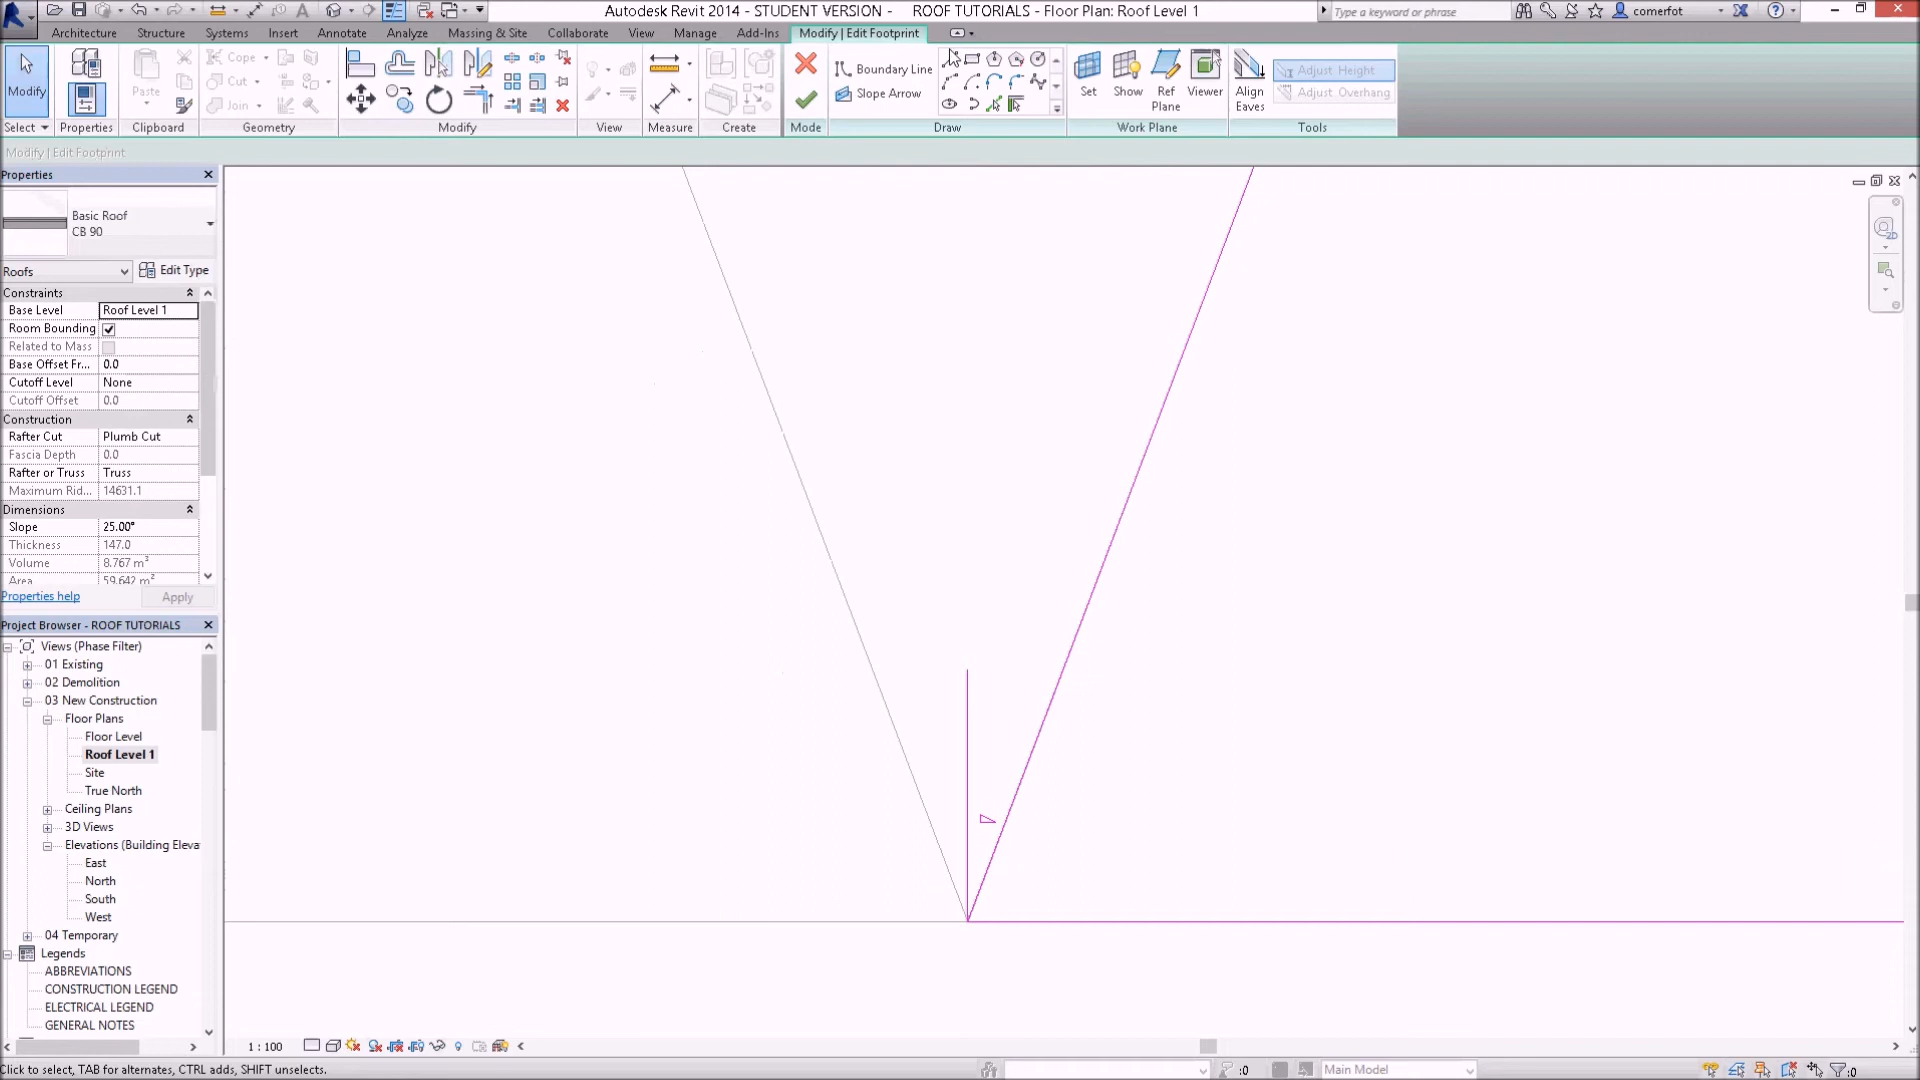 Autodesk Revit 2014 - STUDENT VERSION - ROOF TUTORIALS - Floor Plan: Roof Level 1
Type a keyword or phrase
comerfot
Architecture Structure Systems Insert Annotate Analyze Massing & Site Collaborate View Manage Add-Ins Modify | Edit Footprint
Modify
Paste
Cope
Cut
Join
Boundary Line
Slope Arrow
Set Show Ref Plane Viewer
Align Eaves
Adjust Height
Adjust Overhang
Select Properties Clipboard Geometry Modify View Measure Create Mode Draw Work Plane Tools
Modify | Edit Footprint
Properties
Basic Roof
CB 90
Roofs Edit Type
Constraints
Base Level Roof Level 1
Room Bounding
Related to Mass
Base Offset Fr... 0.0
Cutoff Level None
Cutoff Offset 0.0
Construction
Rafter Cut Plumb Cut
Fascia Depth 0.0
Rafter or Truss Truss
Maximum Rid... 14631.1
Dimensions
Slope 25.00°
Thickness 147.0
Volume 8.767 m³
Area 59.642 m²
Properties help Apply
Project Browser - ROOF TUTORIALS
Views (Phase Filter)
01 Existing
02 Demolition
03 New Construction
Floor Plans
Floor Level
Roof Level 1
Site
True North
Ceiling Plans
3D Views
Elevations (Building Eleva
East
North
South
West
04 Temporary
Legends
ABBREVIATIONS
CONSTRUCTION LEGEND
ELECTRICAL LEGEND
GENERAL NOTES
2D
1 : 100
Click to select, TAB for alternates, CTRL adds, SHIFT unselects.
:0
Main Model
:0